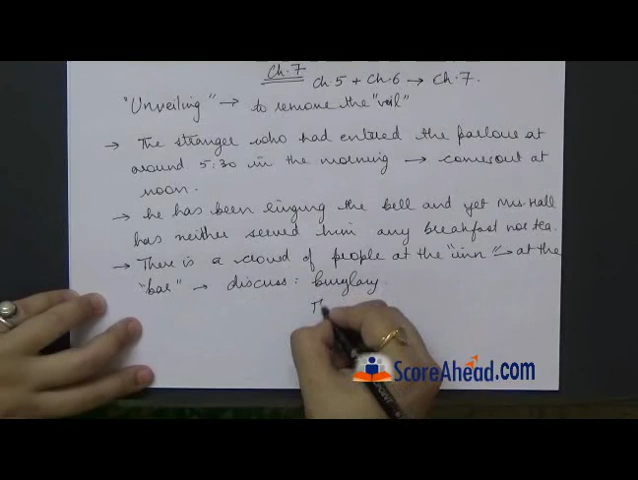 Ch.7
Ch.5 + Ch.6 → Ch.7.
"Unveiling" → to remove the "veil"
→ The stranger who had entered the parlour at
around 5:30 in the morning → comes out at
noon.
→ he has been ringing the bell and yet Mrs. Hall
has neither served him any breakfast nor tea.
→ There is a crowd of people at the "inn" → at the
"bar" → discuss: burglary
T
ScoreAhead.com